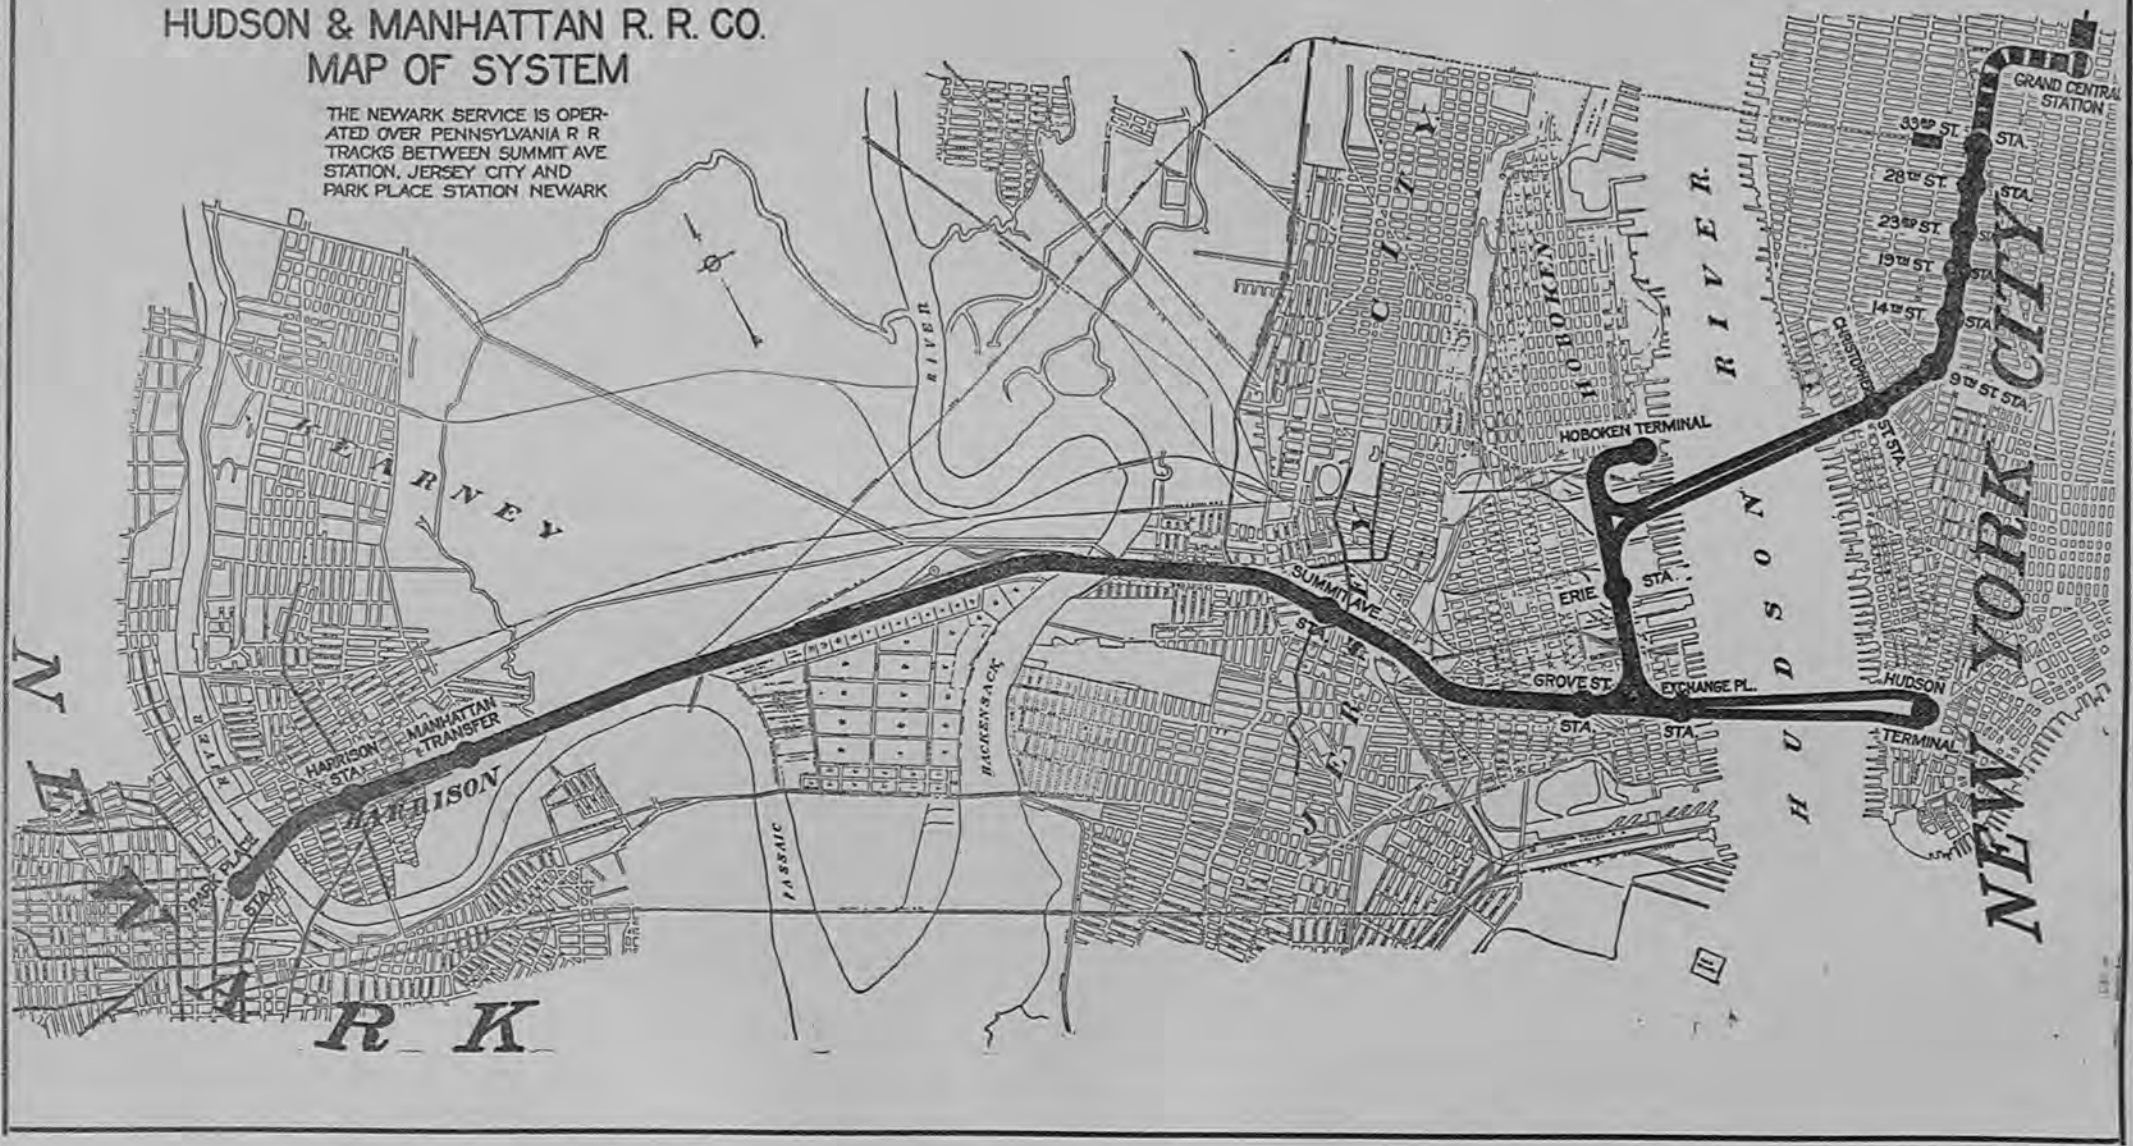 HUDSON & MANHATTAN R. R. CO.
MAP OF SYSTEM
THE NEWARK SERVICE IS OPER-
ATED OVER PENNSYLVANIA R R
TRACKS BETWEEN SUMMIT AVE
STATION, JERSEY CITY AND
PARK PLACE STATION NEWARK
GRAND CENTRAL
STATION
33RD ST. STA.
28TH ST. STA.
23RD ST.
19TH ST. STA.
14TH ST. STA.
9TH ST. STA.
CHRISTOPHER
ST. STA.
HOBOKEN TERMINAL
HOBOKEN
ERIE STA.
SUMMIT AVE
STA.
GROVE ST.
STA.
EXCHANGE PL.
STA.
HUDSON
TERMINAL
MANHATTAN
TRANSFER
HARRISON
STA.
HARRISON
PARK PLACE
STA.
KEARNEY
RIVER
RIVER
PASSAIC
HACKENSACK
JERSEY CITY
HUDSON RIVER
NEW YORK CITY
NEWARK